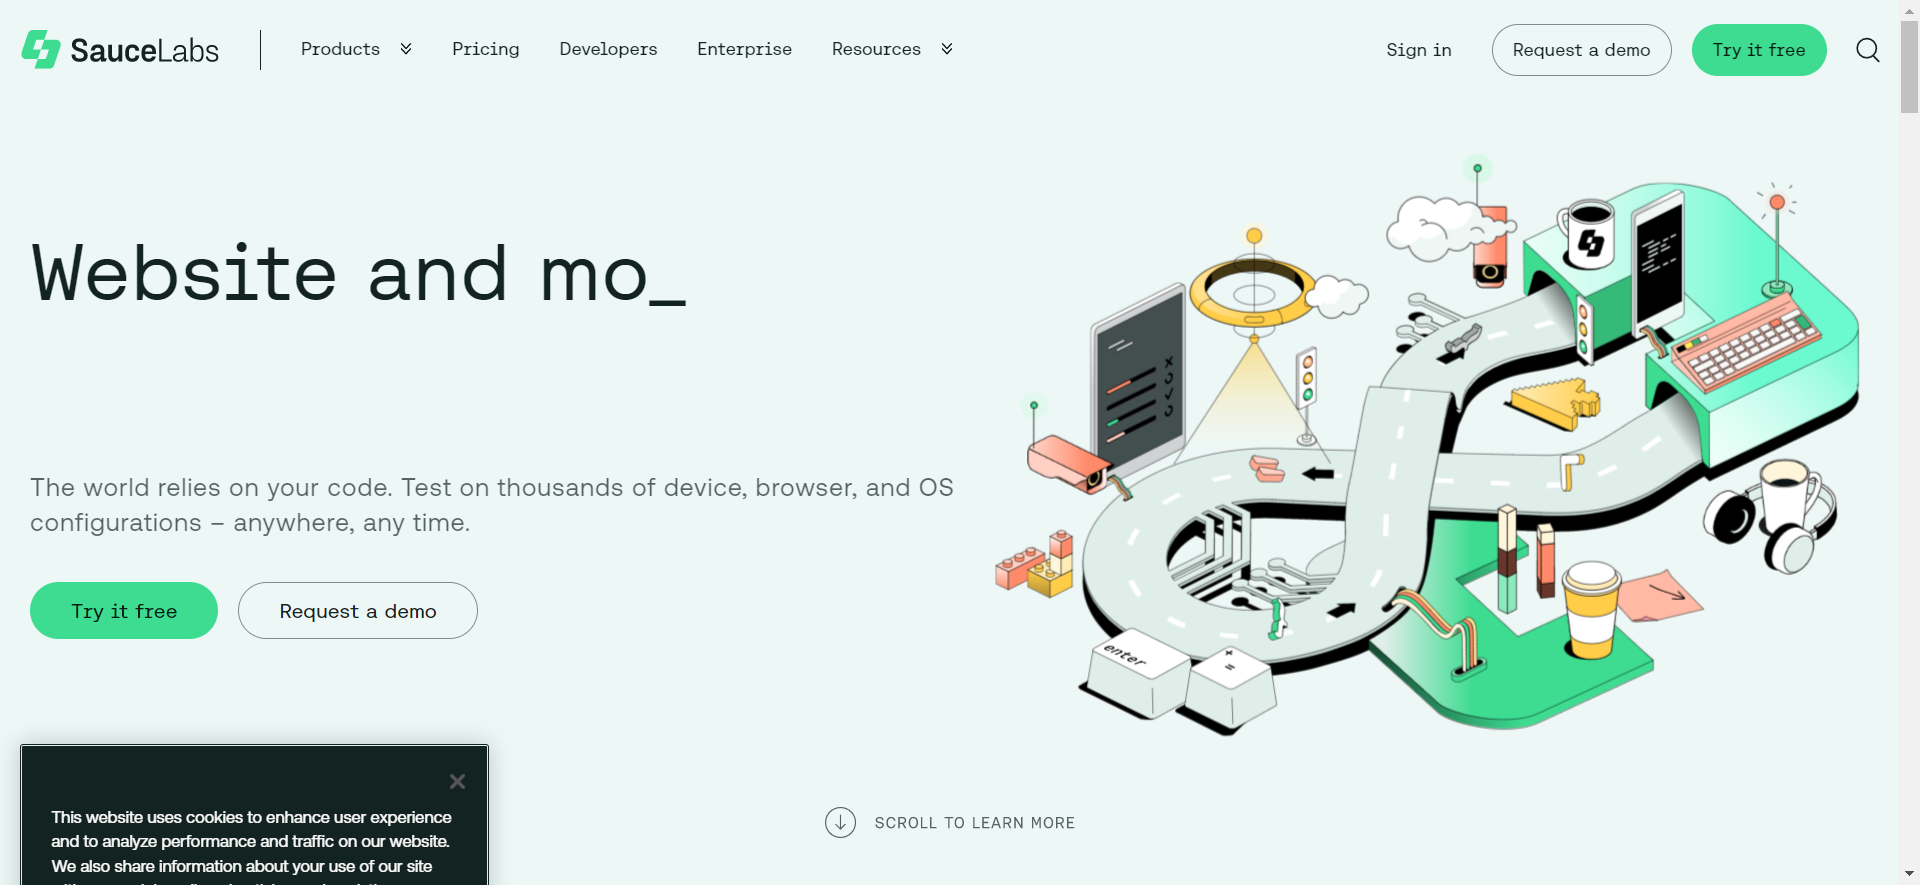 SauceLabs
Products
Pricing
Developers
Enterprise
Resources
Sign in
Request a demo
Try it free
Website and mo_
The world relies on your code. Test on thousands of device, browser, and OS
configurations – anywhere, any time.
Try it free
Request a demo
enter
+
=
SCROLL TO LEARN MORE
This website uses cookies to enhance user experience
and to analyze performance and traffic on our website.
We also share information about your use of our site